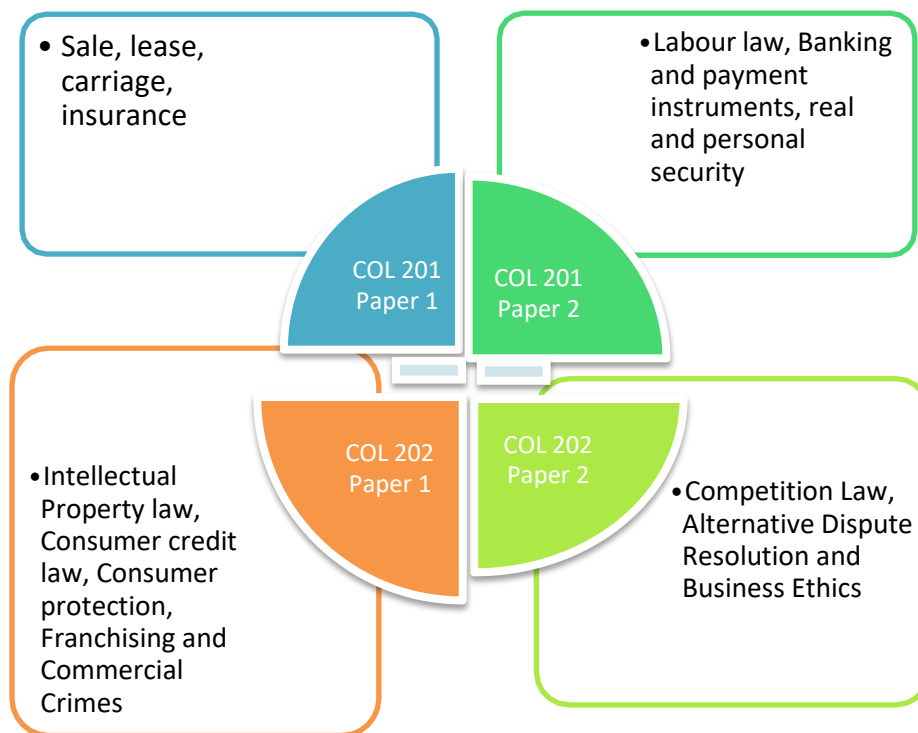 • Sale, lease,
carriage,
insurance
•Labour law, Banking
and payment
instruments, real
and personal
security
COL 201
Paper 1
COL 201
Paper 2
COL 202
Paper 1
COL 202
Paper 2
•Intellectual
Property law,
Consumer credit
law, Consumer
protection,
Franchising and
Commercial
Crimes
•Competition Law,
Alternative Dispute
Resolution and
Business Ethics